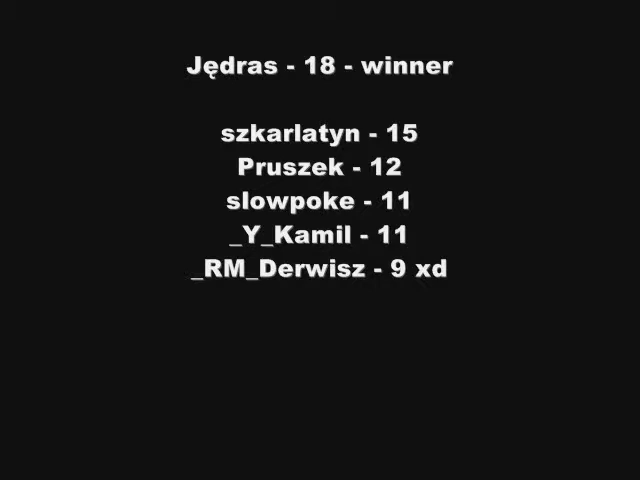 Jędras - 18 - winner
szkarlatyn - 15
Pruszek - 12
slowpoke - 11
_Y_Kamil - 11
_RM_Derwisz - 9 xd